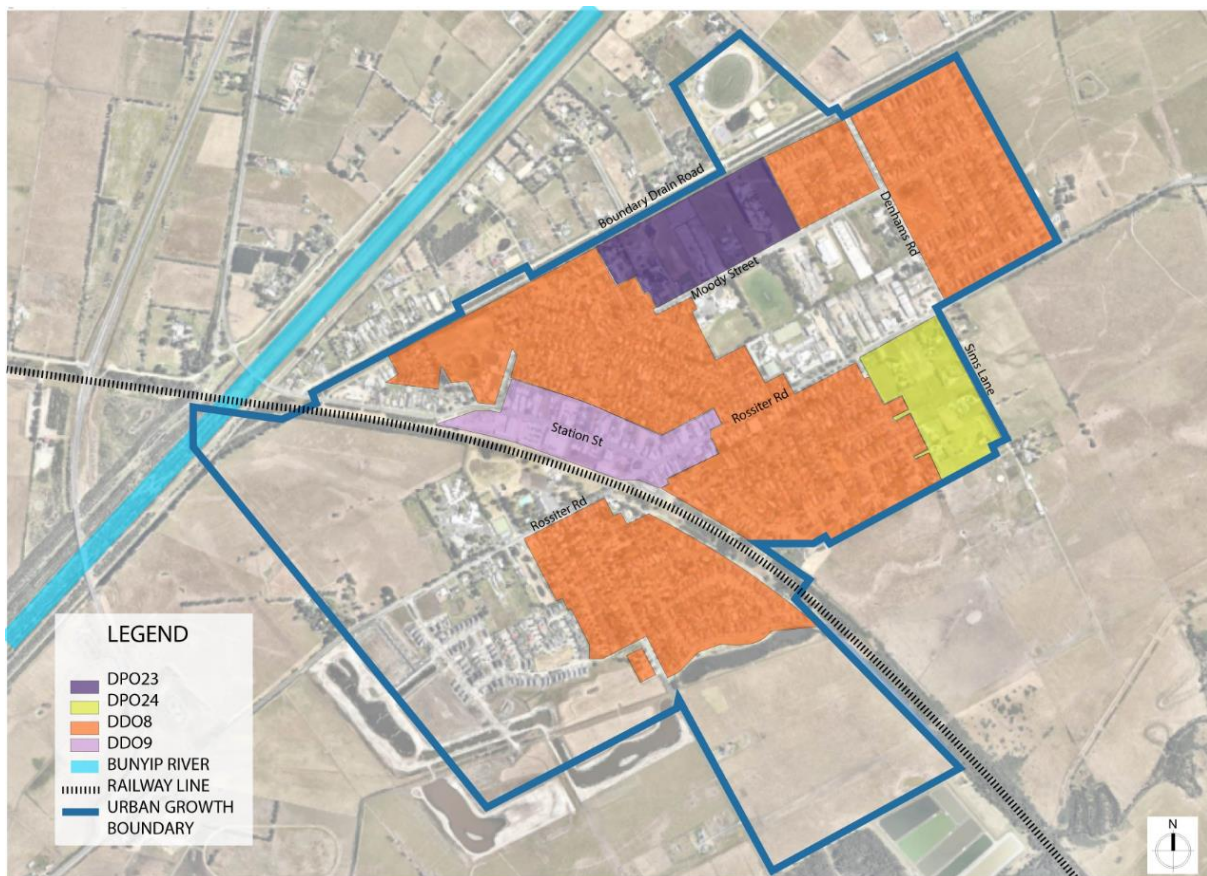 Boundary Drain Road
Denhams Rd
Moody Street
Sims Lane
Rossiter Rd
Station St
Rossiter Rd
LEGEND
DPO23
DPO24
DDO8
DDO9
BUNYIP RIVER
RAILWAY LINE
URBAN GROWTH
BOUNDARY
N